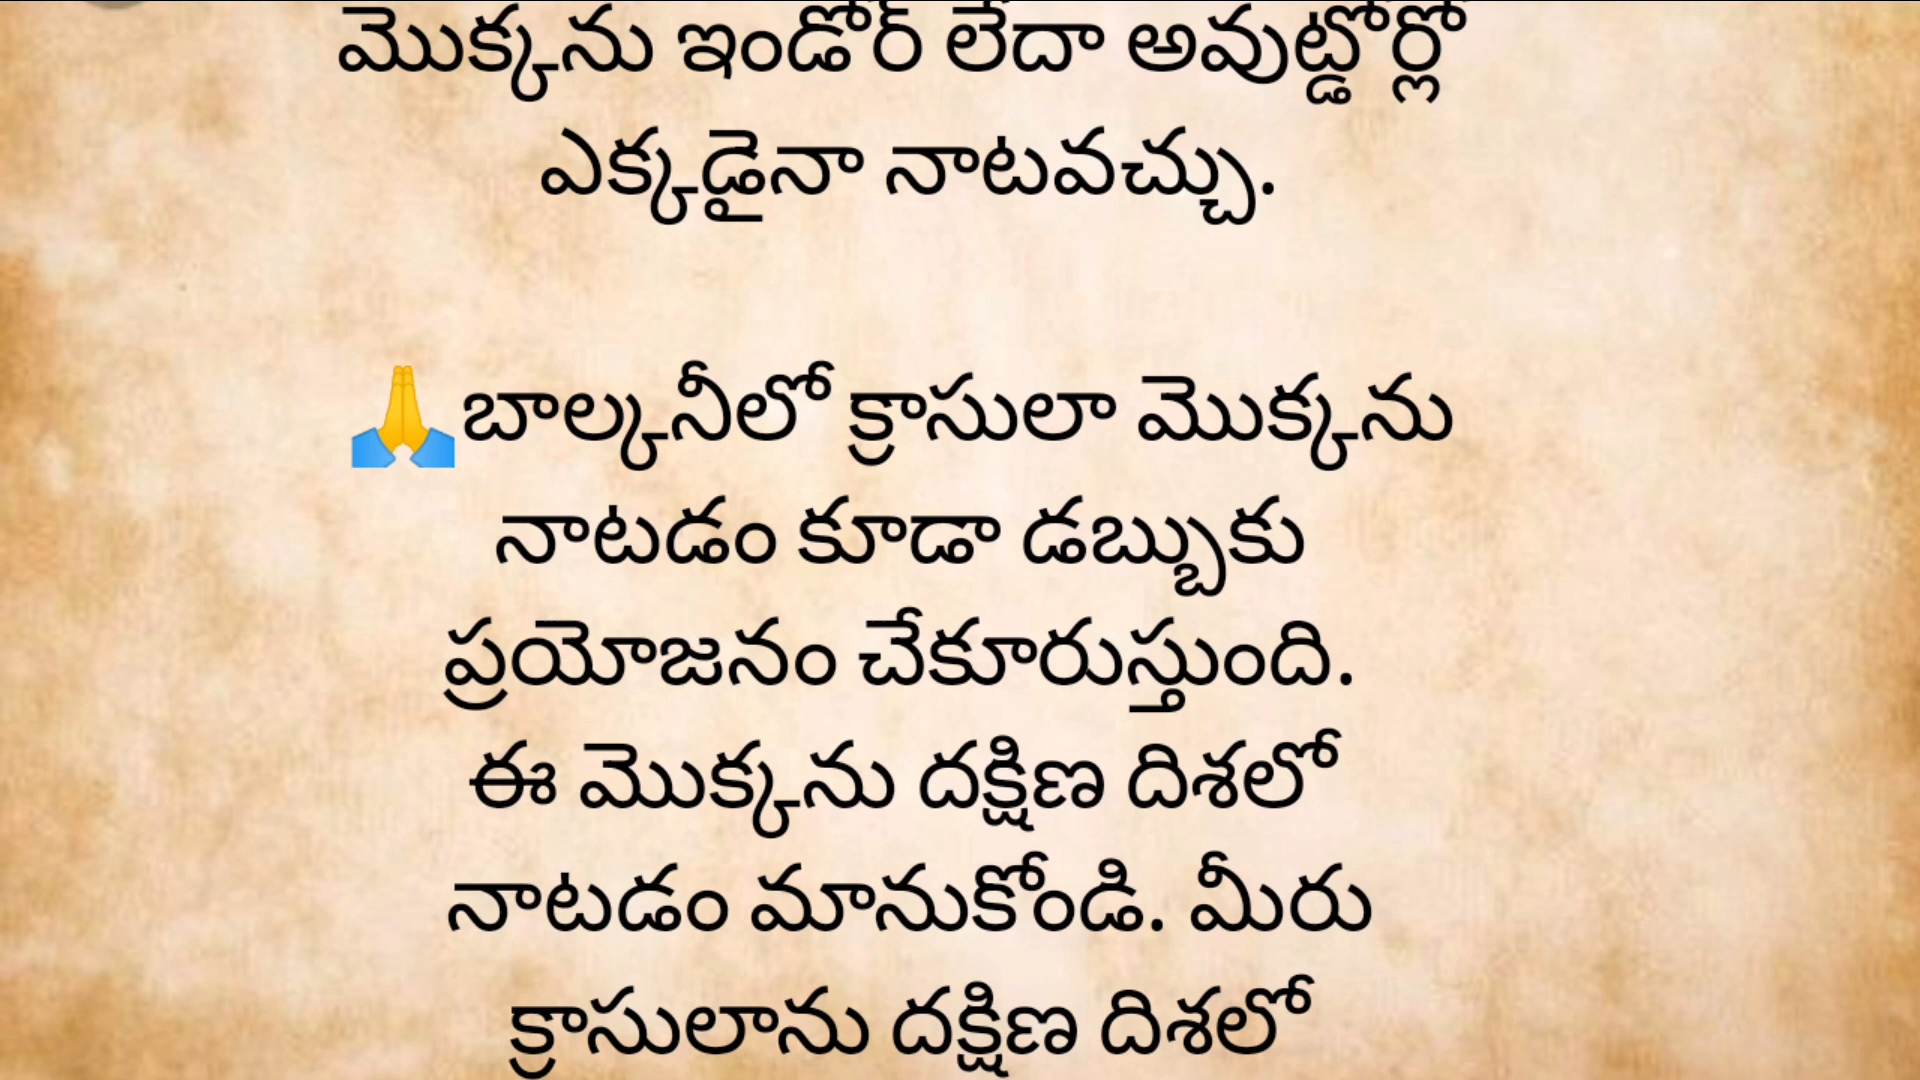 మొక్కను ఇండోర్ లేదా అవుట్డోర్లో
ఎక్కడైనా నాటవచ్చు.
🙏బాల్కనీలో క్రాసులా మొక్కను
నాటడం కూడా డబ్బుకు
ప్రయోజనం చేకూరుస్తుంది.
ఈ మొక్కను దక్షిణ దిశలో
నాటడం మానుకోండి. మీరు
క్రాసులాను దక్షిణ దిశలో